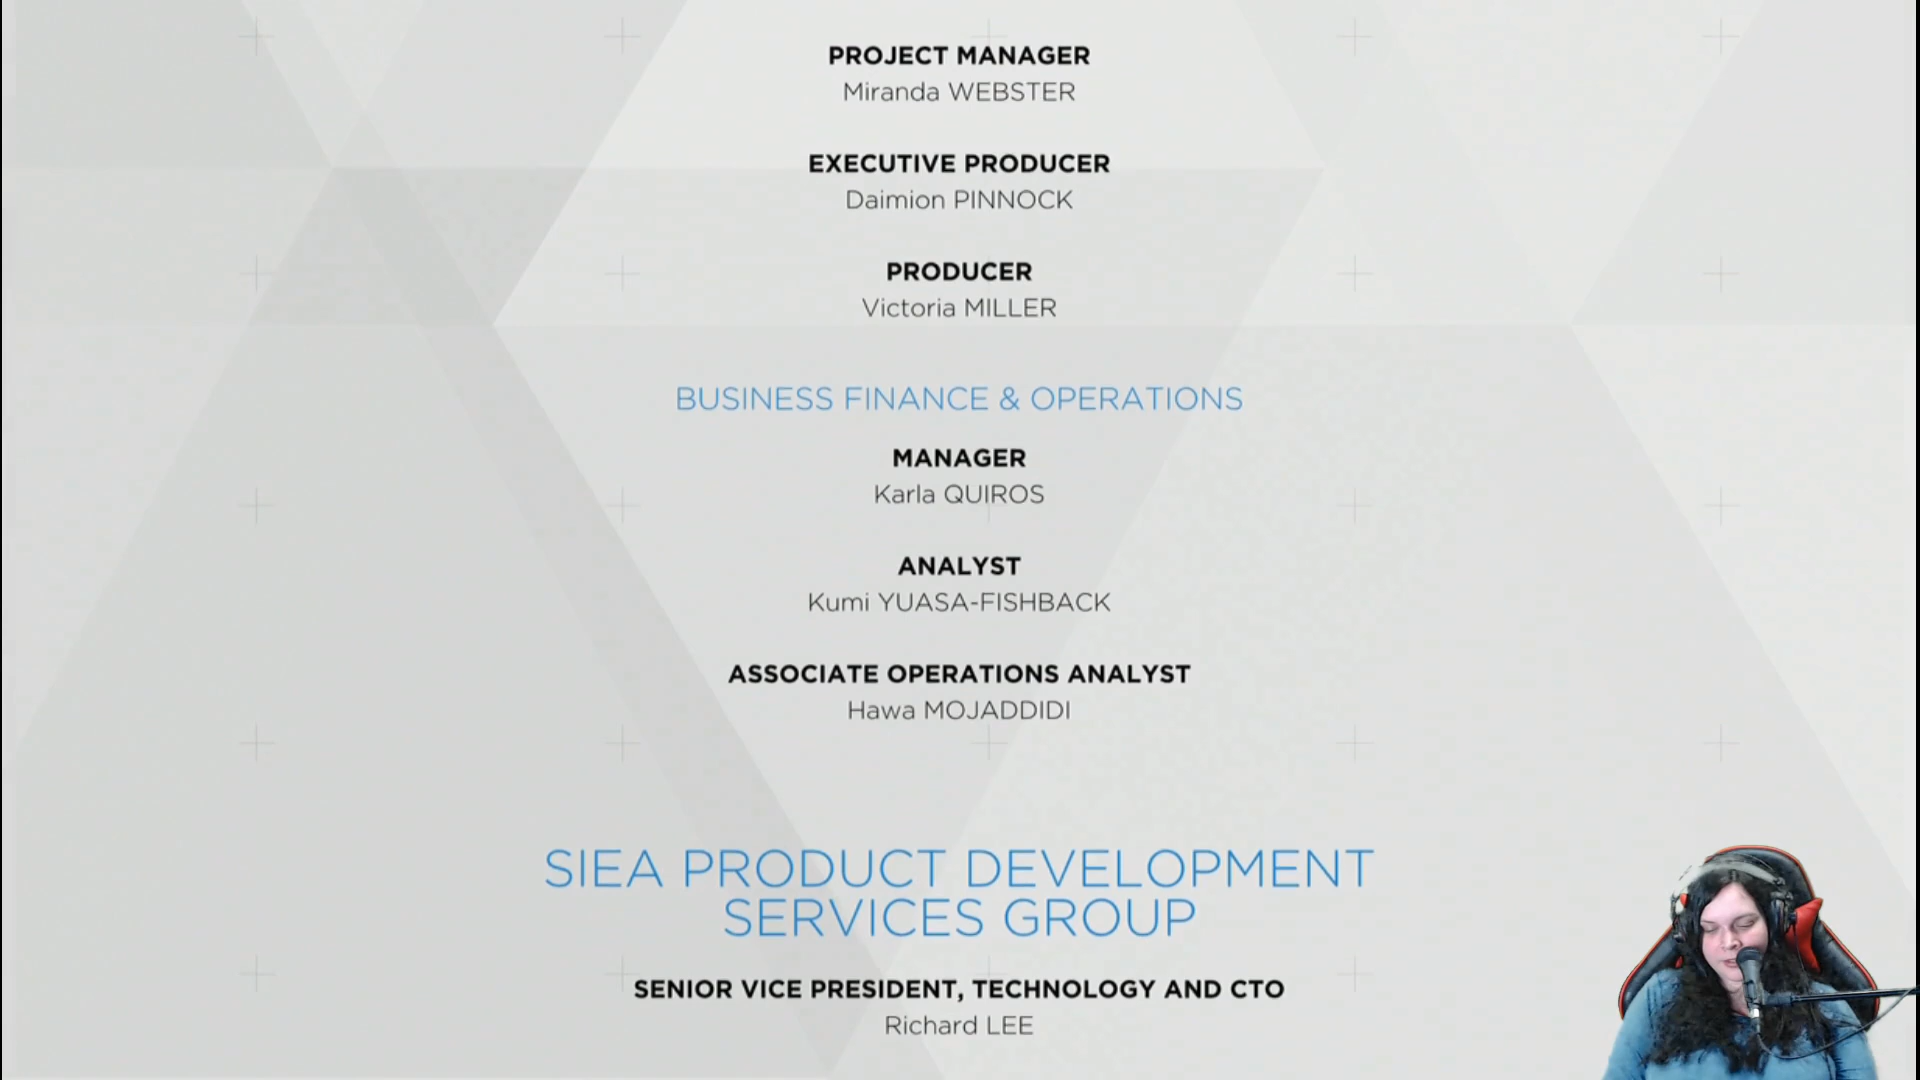 PROJECT MANAGER
Miranda WEBSTER
EXECUTIVE PRODUCER
Daimion PINNOCK
PRODUCER
Victoria MILLER
BUSINESS FINANCE & OPERATIONS
MANAGER
Karla QUIROS
ANALYST
Kumi YUASA-FISHBACK
ASSOCIATE OPERATIONS ANALYST
Hawa MOJADDIDI
SIEA PRODUCT DEVELOPMENT
SERVICES GROUP
SENIOR VICE PRESIDENT, TECHNOLOGY AND CTO
Richard LEE